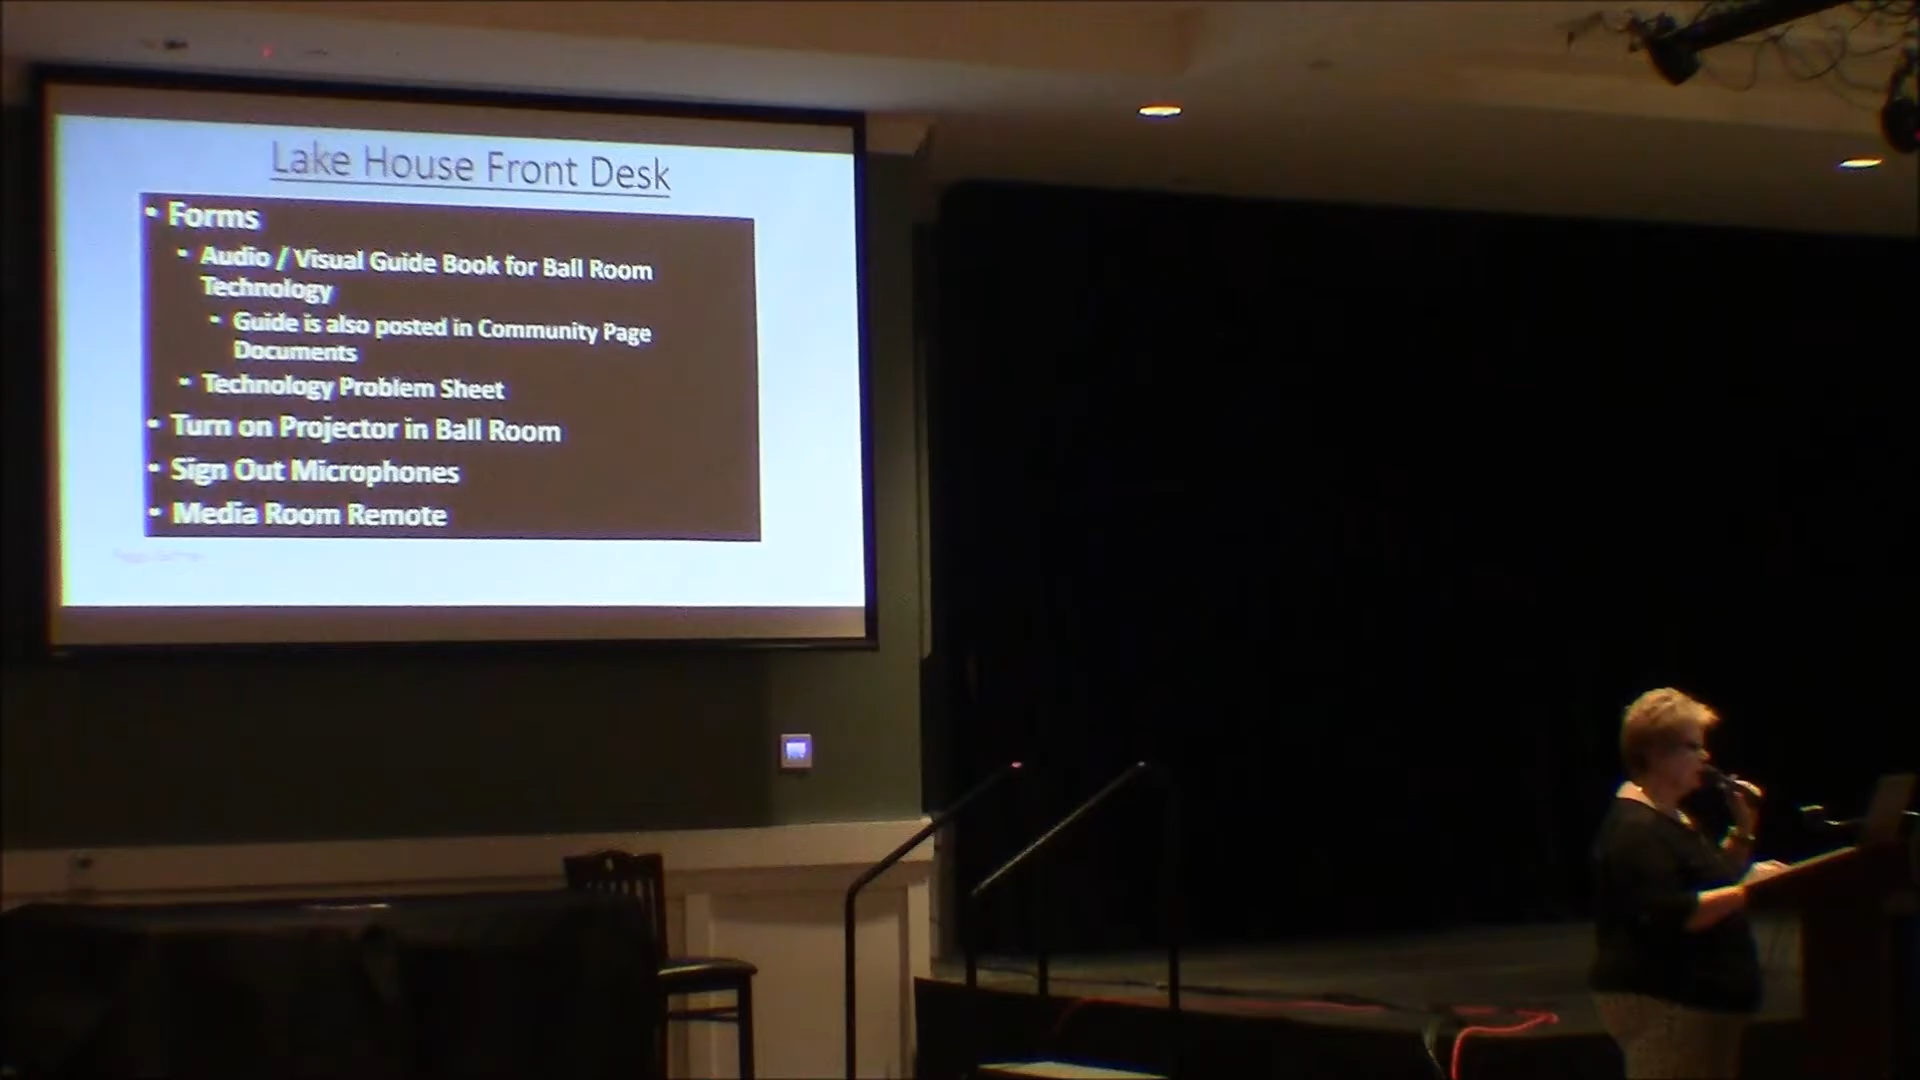 Lake House Front Desk
• Forms
• Audio / Visual Guide Book for Ball Room
Technology
• Guide is also posted in Community Page
Documents
• Technology Problem Sheet
• Turn on Projector in Ball Room
• Sign Out Microphones
• Media Room Remote